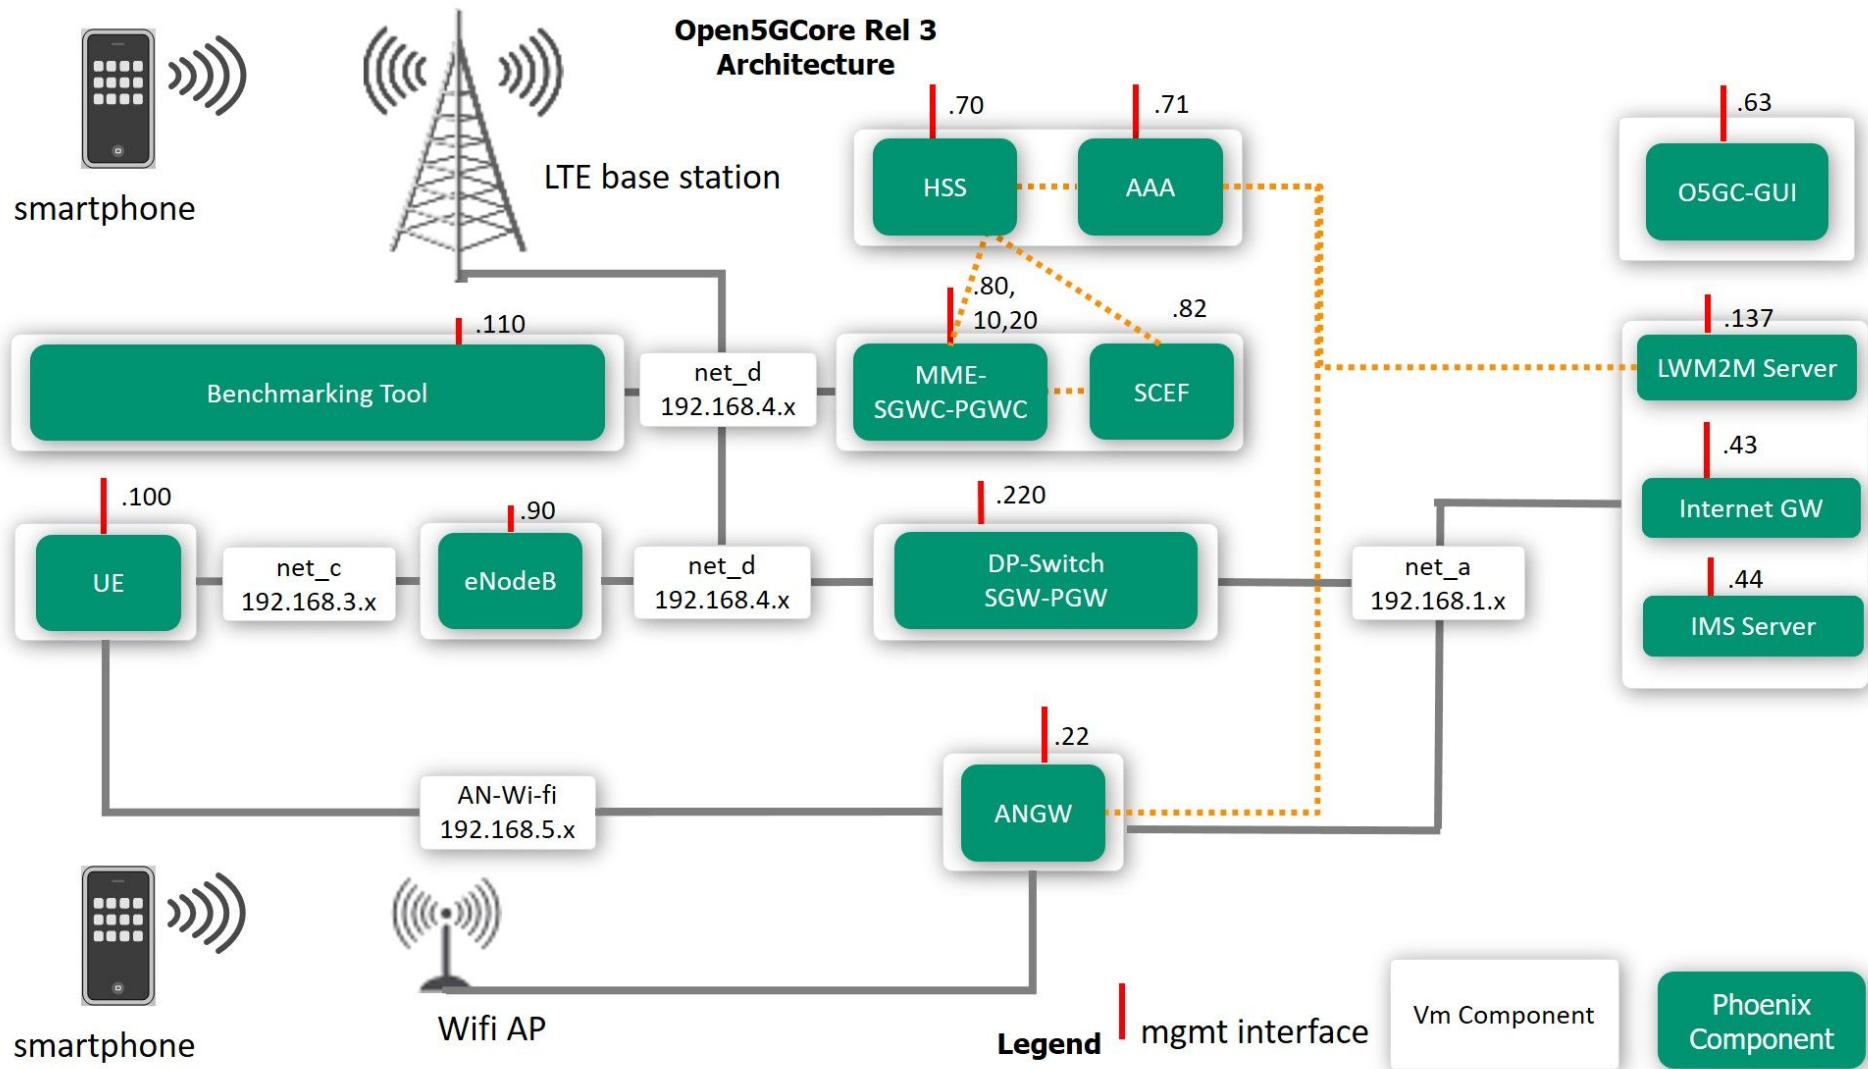 Open5GCore Rel 3
Architecture
smartphone
LTE base station
.70
.71
.63
HSS
AAA
O5GC-GUI
.80,
10,20
.82
.110
.137
Benchmarking Tool
net_d
192.168.4.x
MME-
SGWC-PGWC
SCEF
LWM2M Server
.43
Internet GW
.100
.90
.220
UE
net_c
192.168.3.x
eNodeB
net_d
192.168.4.x
DP-Switch
SGW-PGW
net_a
192.168.1.x
.44
IMS Server
.22
AN-Wi-fi
192.168.5.x
ANGW
smartphone
Wifi AP
Legend
mgmt interface
Vm Component
Phoenix
Component